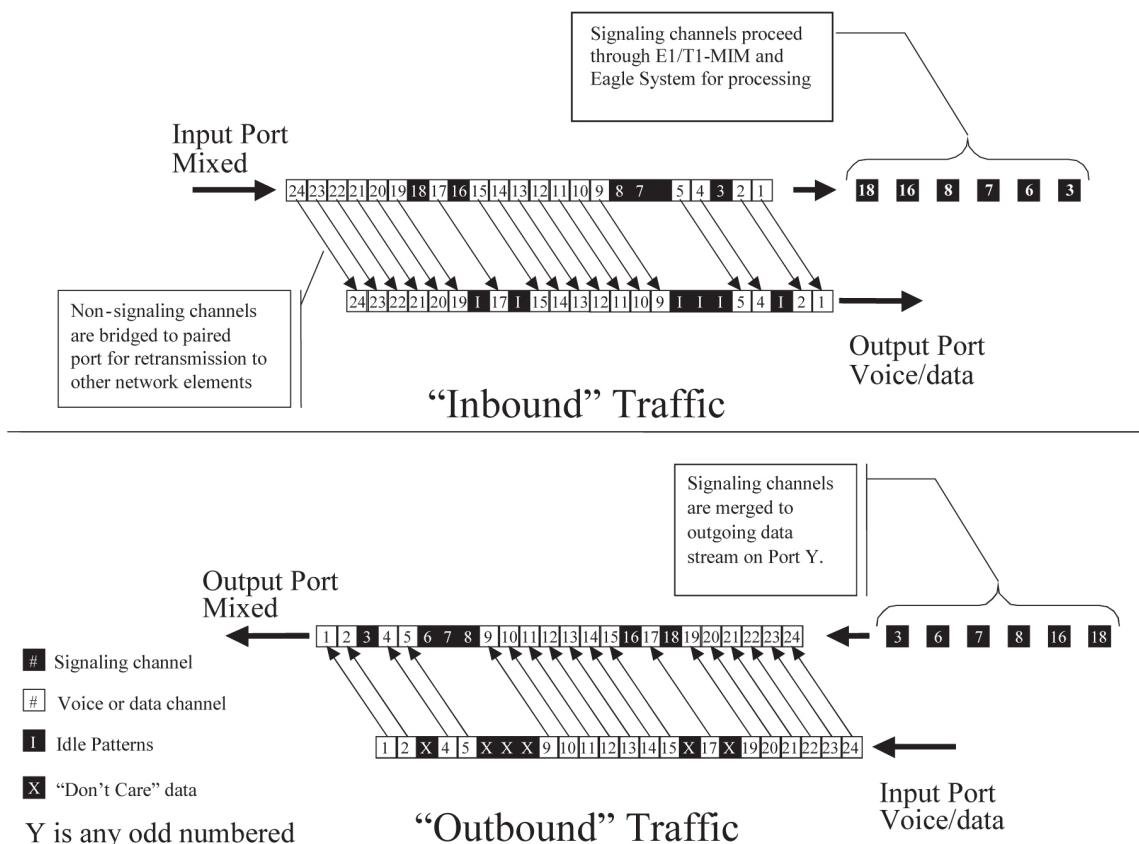 Signaling channels proceed
through E1/T1-MIM and
Eagle System for processing
Input Port
Mixed
24 23 22 21 20 19 18 17 16 15 14 13 12 11 10 9 8 7 5 4 3 2 1
18 16 8 7 6 3
24 23 22 21 20 19 I 17 I 15 14 13 12 11 10 9 I I I 5 4 I 2 1
Non-signaling channels
are bridged to paired
port for retransmission to
other network elements
Output Port
Voice/data
“Inbound” Traffic
Signaling channels
are merged to
outgoing data
stream on Port Y.
Output Port
Mixed
1 2 3 4 5 6 7 8 9 10 11 12 13 14 15 16 17 18 19 20 21 22 23 24
3 6 7 8 16 18
# Signaling channel
# Voice or data channel
I Idle Patterns
X “Don’t Care” data
1 2 X 4 5 X X X 9 10 11 12 13 14 15 X 17 X 19 20 21 22 23 24
Input Port
Voice/data
Y is any odd numbered
“Outbound” Traffic